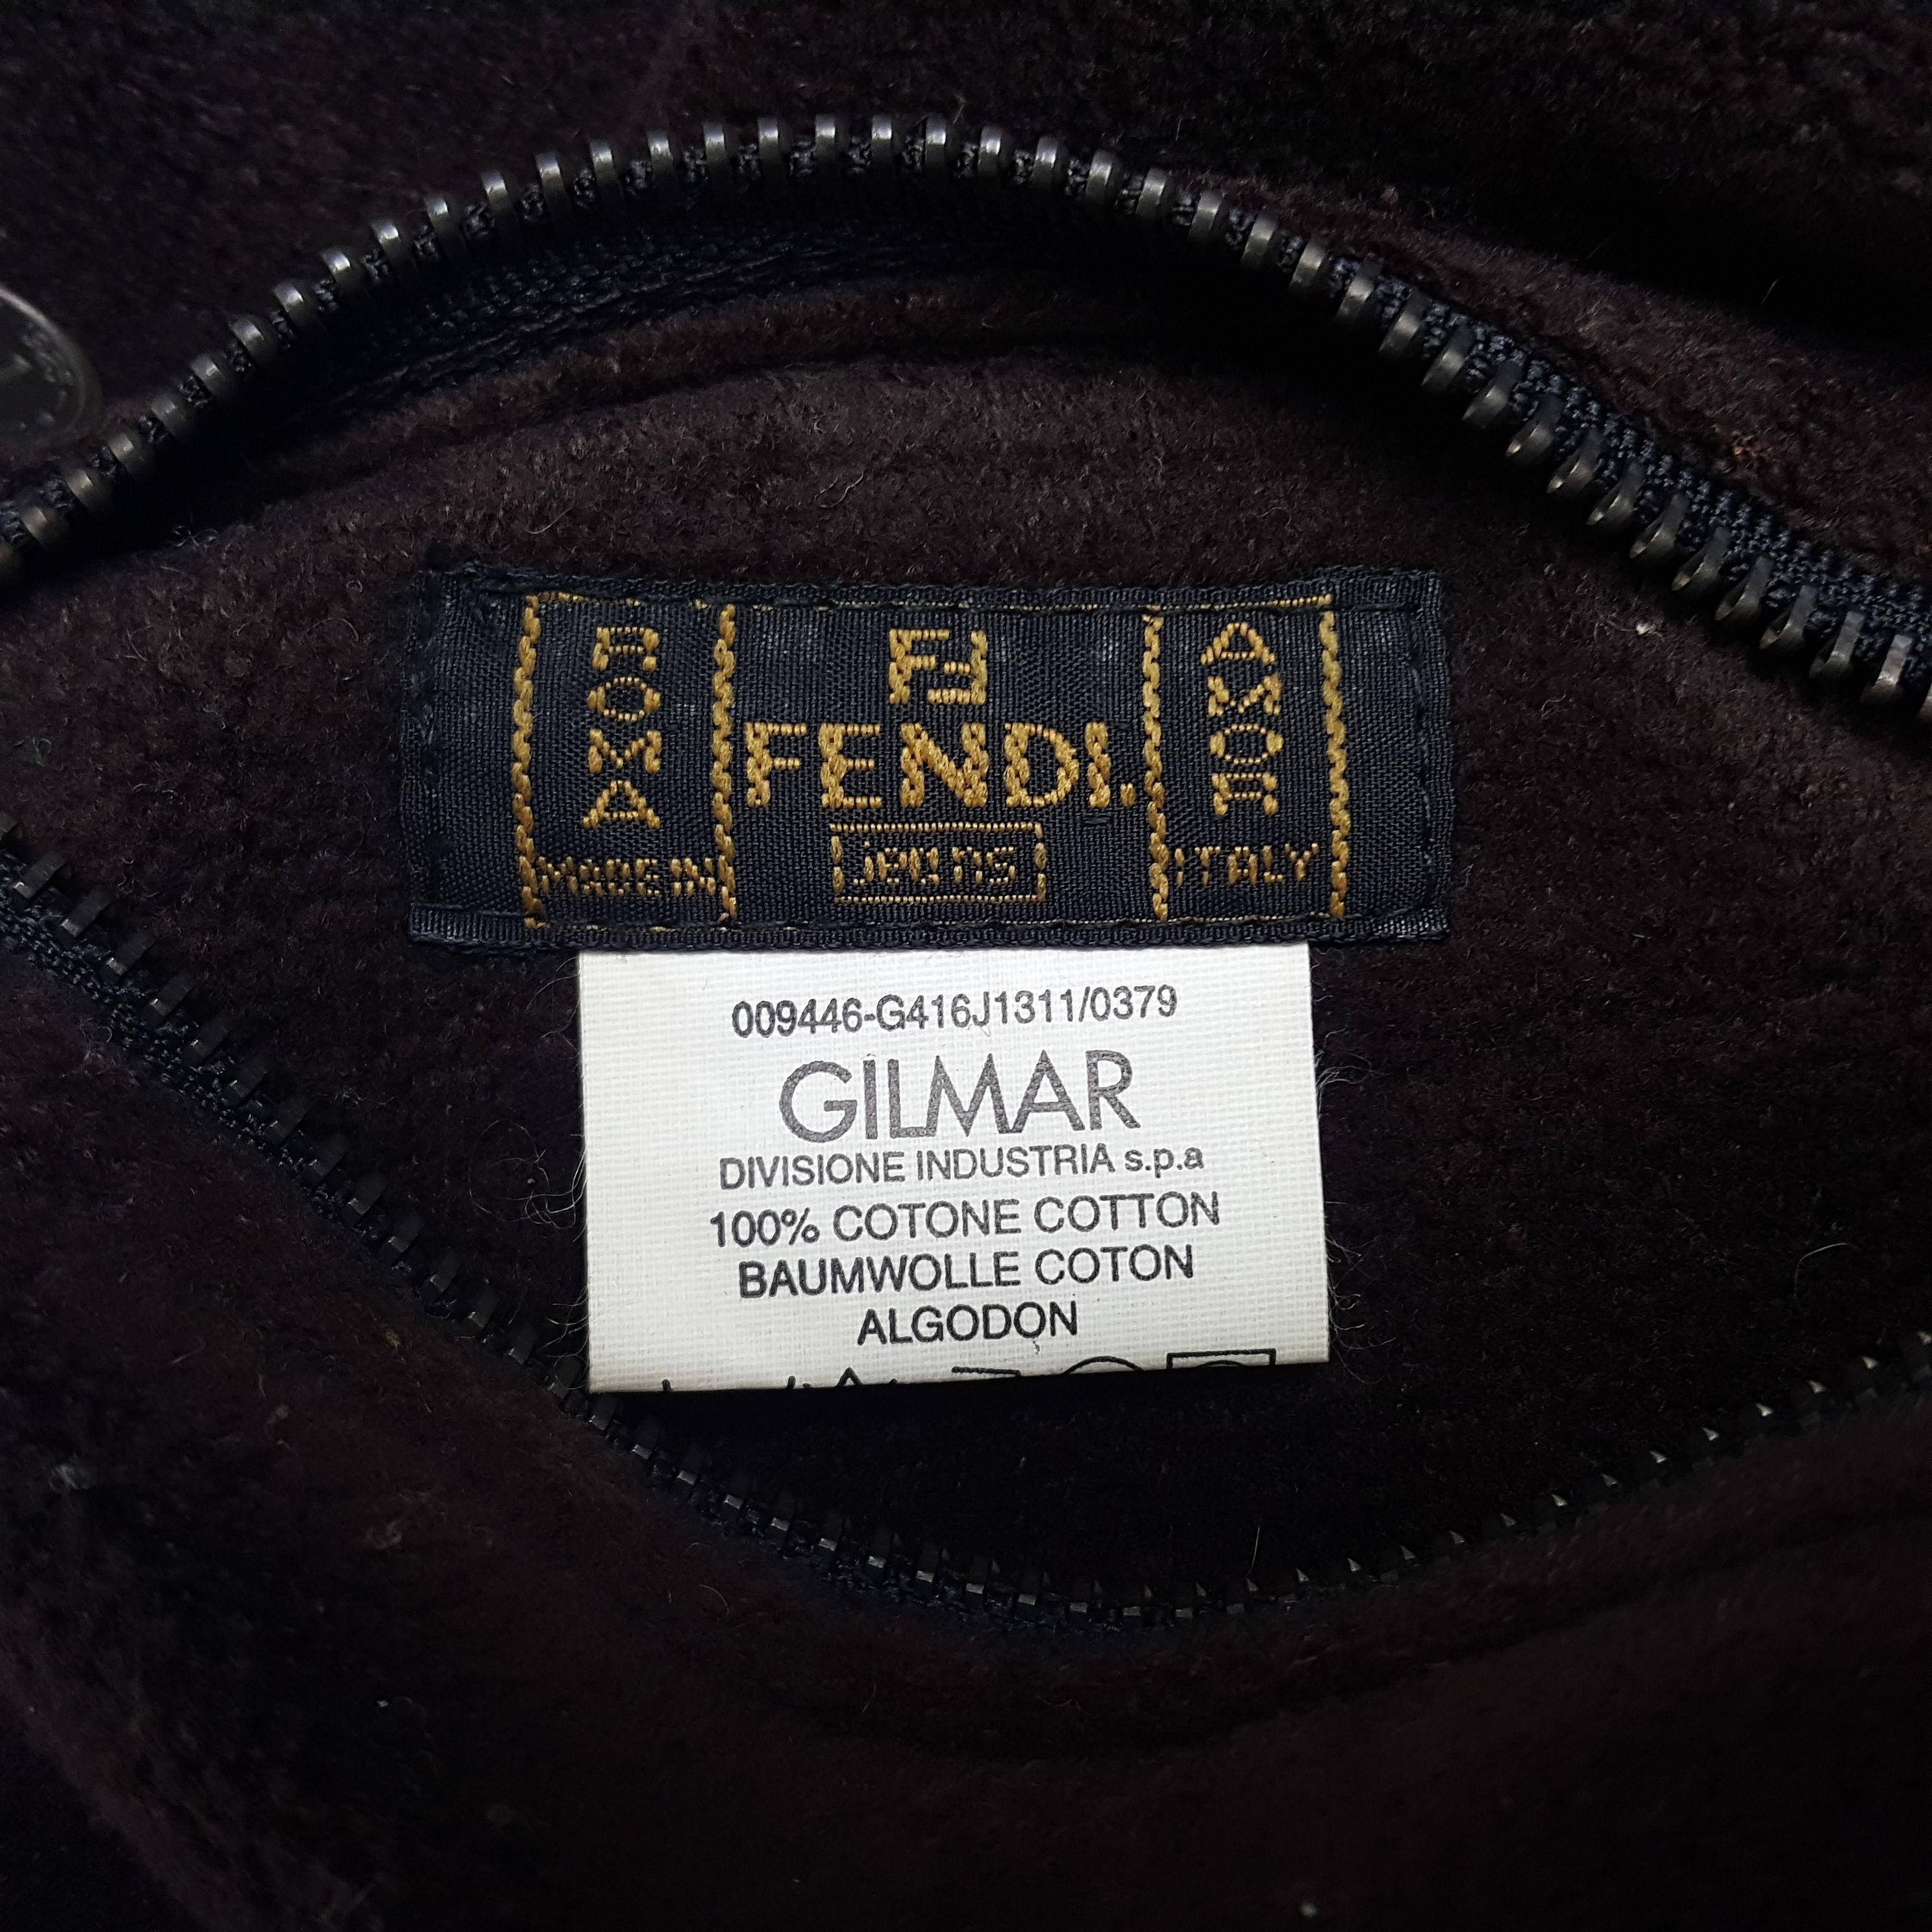 ROMA
FF
FENDI.
jeans
AMOR
MADE IN
ITALY
009446-G416J1311/0379
GILMAR
DIVISIONE INDUSTRIA s.p.a
100% COTONE COTTON
BAUMWOLLE COTON
ALGODON